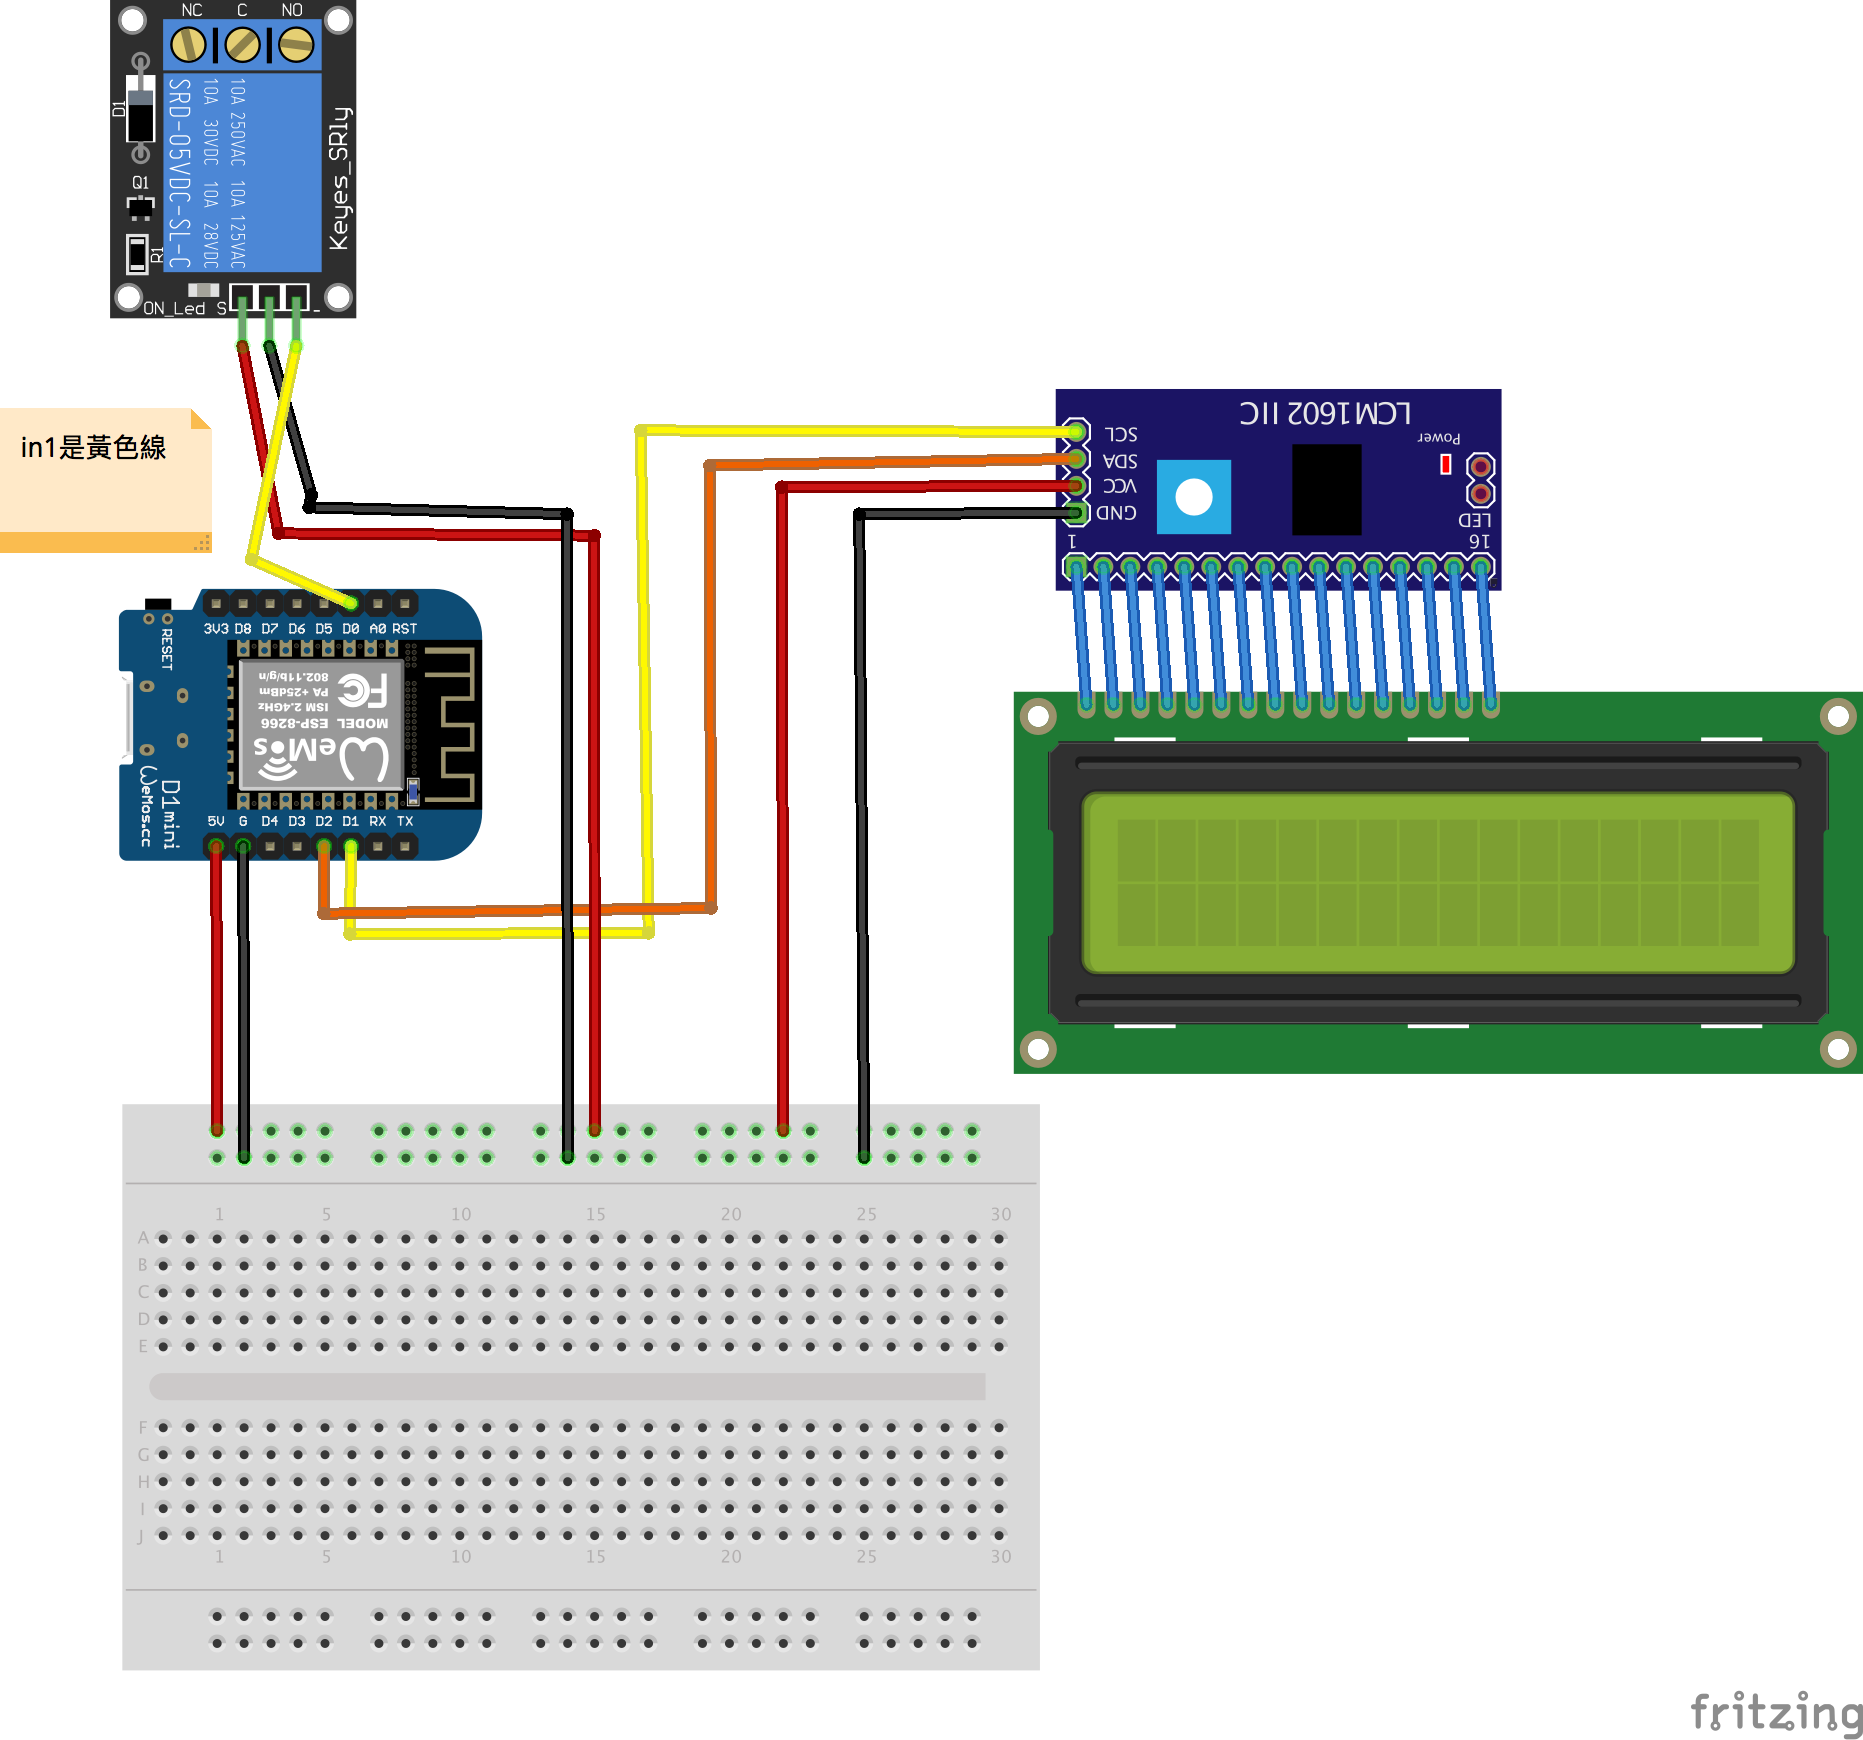 NC C NO
D1
SRD-05VDC-SL-C
10A 30VDC 10A 28VDC
10A 250VAC 10A 125VAC
Keyes_SRly
Q1
R1
ON_Led S -
in1是黃色線
LCM1602 IIC
SCL
SDA
VCC
GND
Power
LED
1 16
3V3 D8 D7 D6 D5 D0 A0 RST
RESET
802.11b/g/n
PA +25dBm
ISM 2.4GHz
MODEL ESP-8266
FC
WeMos
D1mini
WeMos.cc
5V G D4 D3 D2 D1 RX TX
1 5 10 15 20 25 30
A
B
C
D
E
F
G
H
I
J
1 5 10 15 20 25 30
fritzing